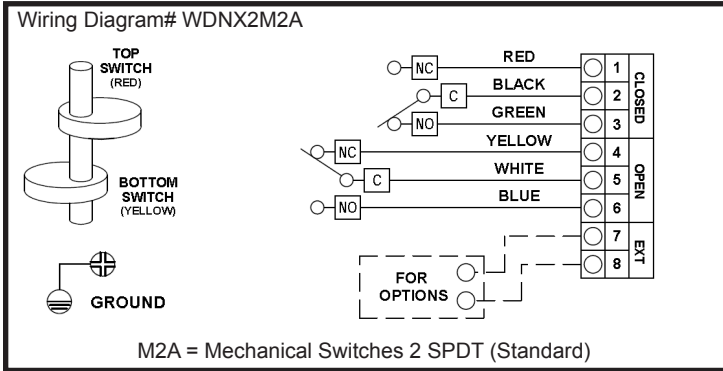 Wiring Diagram# WDNX2M2A
TOP
SWITCH
(RED)
BOTTOM
SWITCH
(YELLOW)
GROUND
NC
RED
1
C
BLACK
2
NO
GREEN
3
CLOSED
NC
YELLOW
4
C
WHITE
5
NO
BLUE
6
OPEN
7
8
EXT
FOR
OPTIONS
M2A = Mechanical Switches 2 SPDT (Standard)